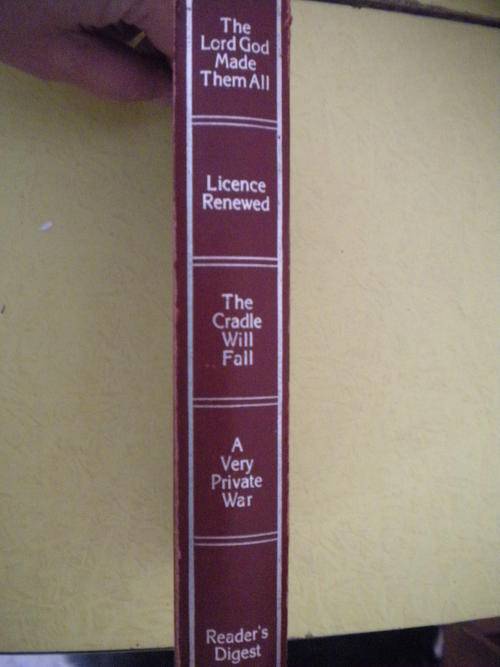 The
Lord God
Made
Them All
Licence
Renewed
The
Cradle
Will
Fall
A
Very
Private
War
Reader's
Digest